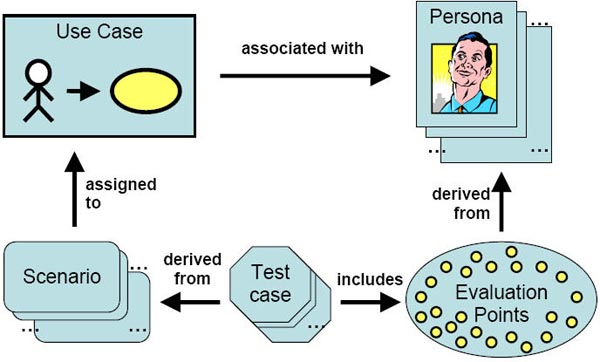 Use Case
associated with
Persona
...
...
assigned
to
derived
from
Scenario
...
...
derived
from
Test
case
...
includes
Evaluation
Points